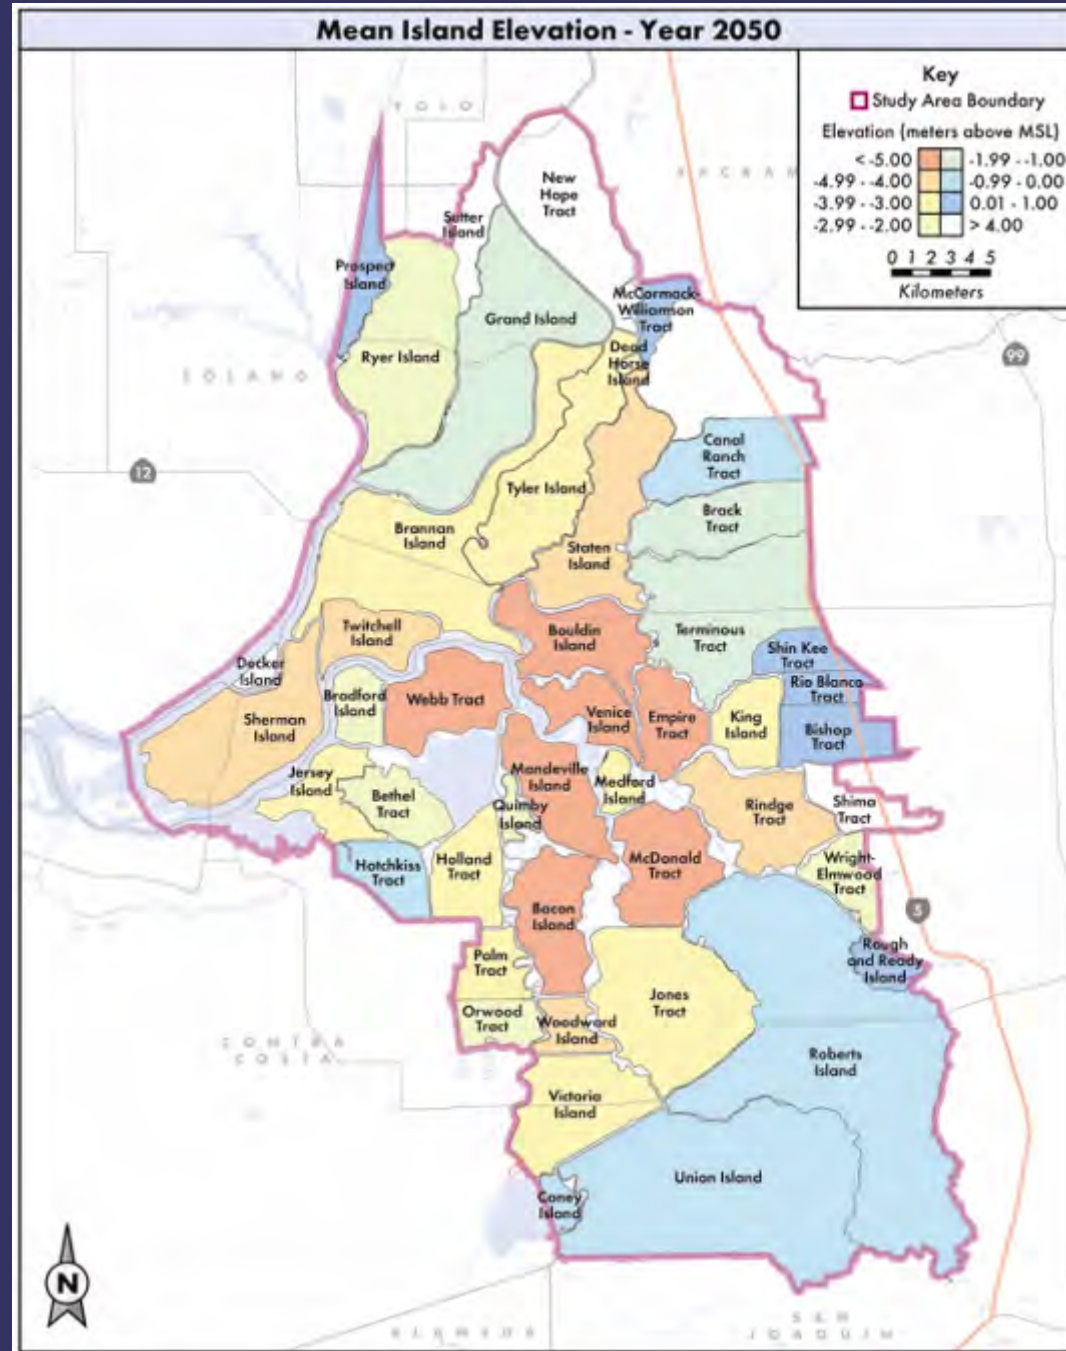 Mean Island Elevation - Year 2050
Key
Study Area Boundary
Elevation (meters above MSL)
< -5.00
-1.99 - -1.00
-4.99 - -4.00
-0.99 - 0.00
-3.99 - -3.00
0.01 - 1.00
-2.99 - -2.00
> 4.00
0 1 2 3 4 5
Kilometers
YOLO
SACRAM
New
Hope
Tract
Sutter
Island
Prospect
Island
McCormack-
Williamson
Tract
Grand Island
Dead
Horse
Island
Ryer Island
SOLANO
99
12
Canal
Ranch
Tract
Tyler Island
Brack
Tract
Brannan
Island
Staten
Island
Twitchell
Island
Bouldin
Island
Terminous
Tract
Shin Kee
Tract
Decker
Island
Rio Blanco
Tract
Bradford
Island
Webb Tract
Venice
Island
Empire
Tract
King
Island
Bishop
Tract
Sherman
Island
Mandeville
Island
Medford
Island
Jersey
Island
Bethel
Tract
Quimby
Island
Rindge
Tract
Shima
Tract
Hotchkiss
Tract
Holland
Tract
McDonald
Tract
Wright-
Elmwood
Tract
Bacon
Island
5
Rough
and Ready
Island
Palm
Tract
Jones
Tract
Orwood
Tract
Woodward
Island
CONTRA
COSTA
Roberts
Island
Victoria
Island
Union Island
Coney
Island
N
ALAMEDA
SAN
JOAQUIN